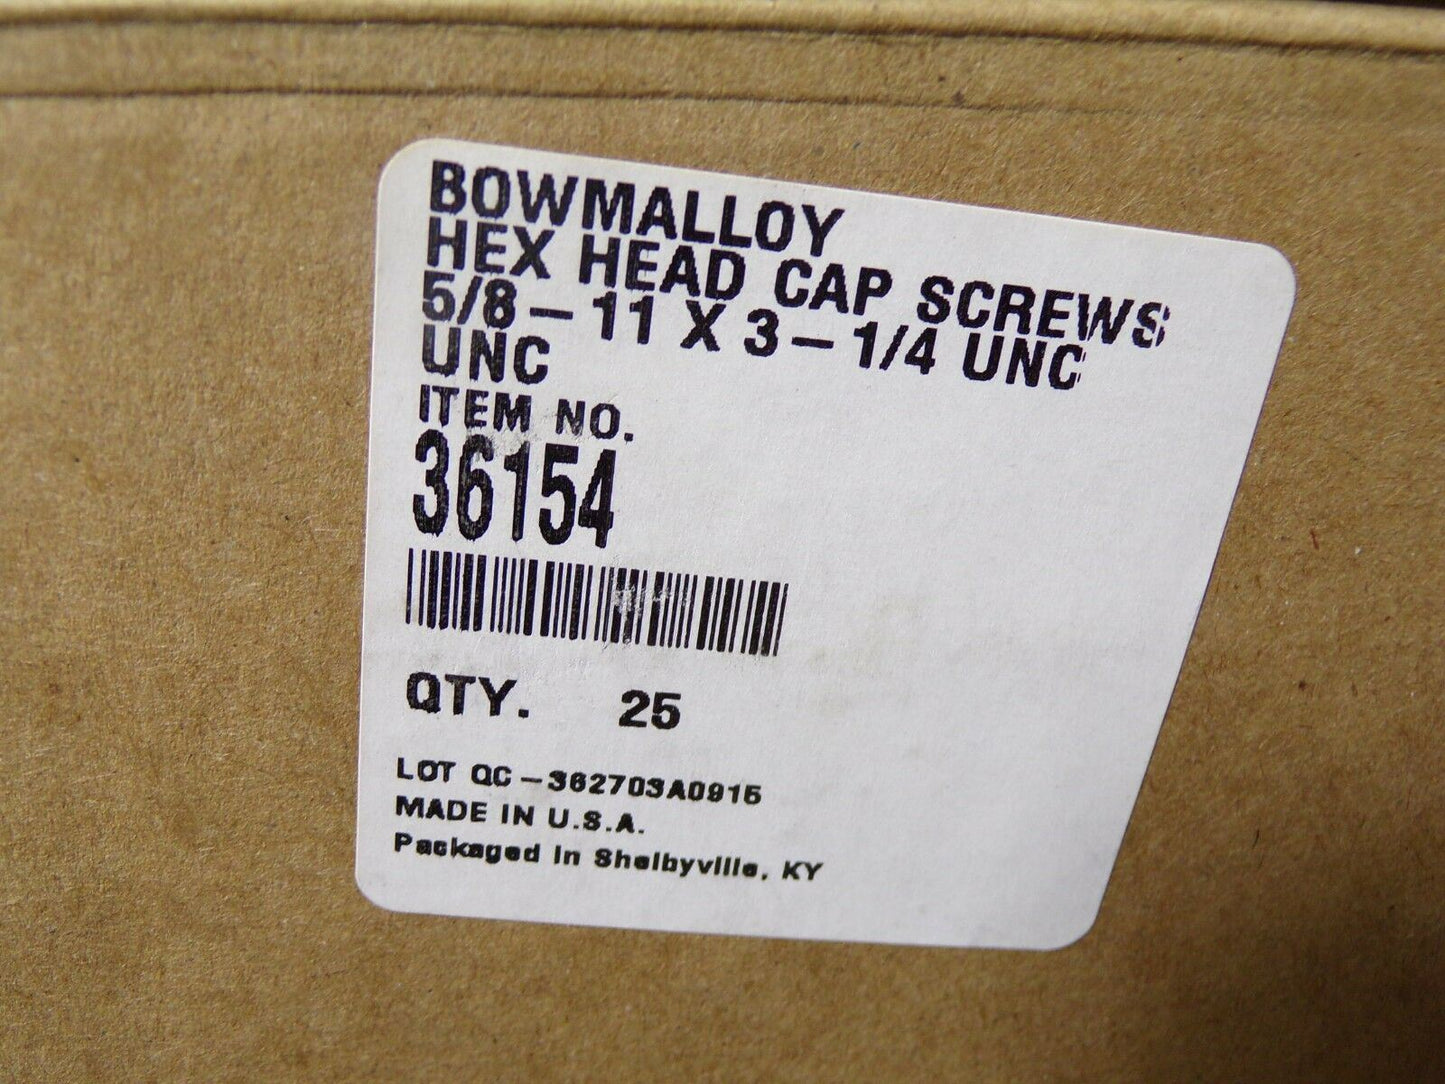 BOWMALLOY
HEX HEAD CAP SCREWS
5/8-11 X 3-1/4 UNC
UNC
ITEM NO.
36154
QTY. 25
LOT QC-362703A0915
MADE IN U.S.A.
Packaged in Shelbyville, KY